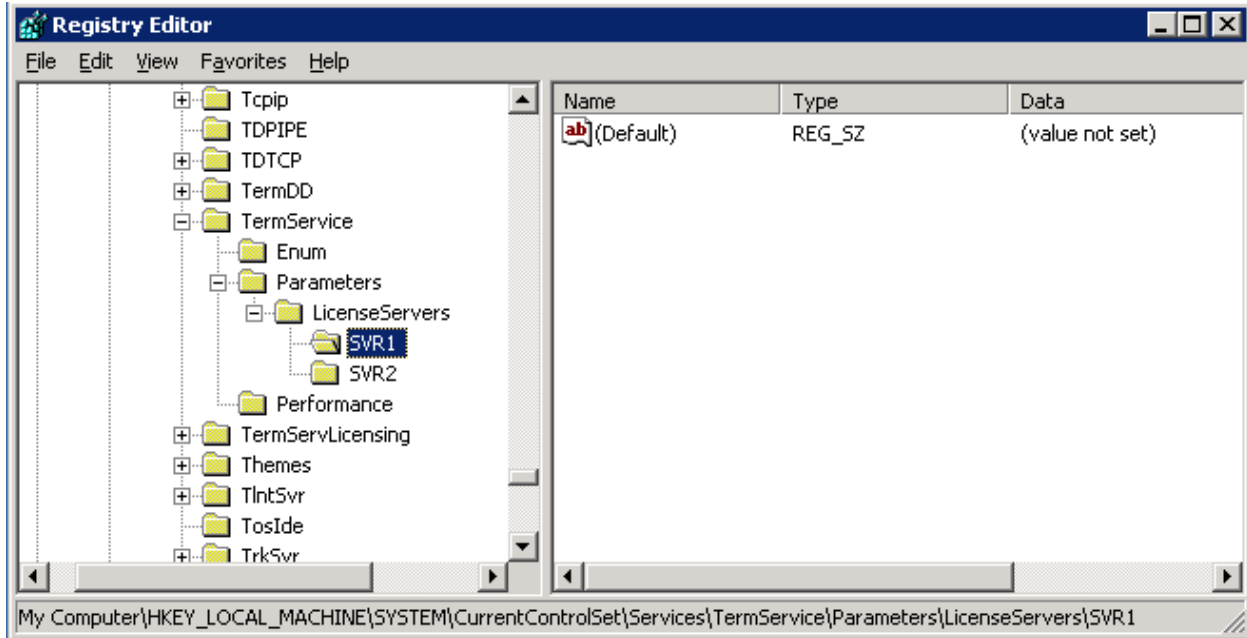 Registry Editor
File Edit View Favorites Help
Tcpip
TDPIPE
TDTCP
TermDD
TermService
Enum
Parameters
LicenseServers
SVR1
SVR2
Performance
TermServLicensing
Themes
TlntSvr
TosIde
TrkSvr
Name Type Data
ab (Default) REG_SZ (value not set)
My Computer\HKEY_LOCAL_MACHINE\SYSTEM\CurrentControlSet\Services\TermService\Parameters\LicenseServers\SVR1